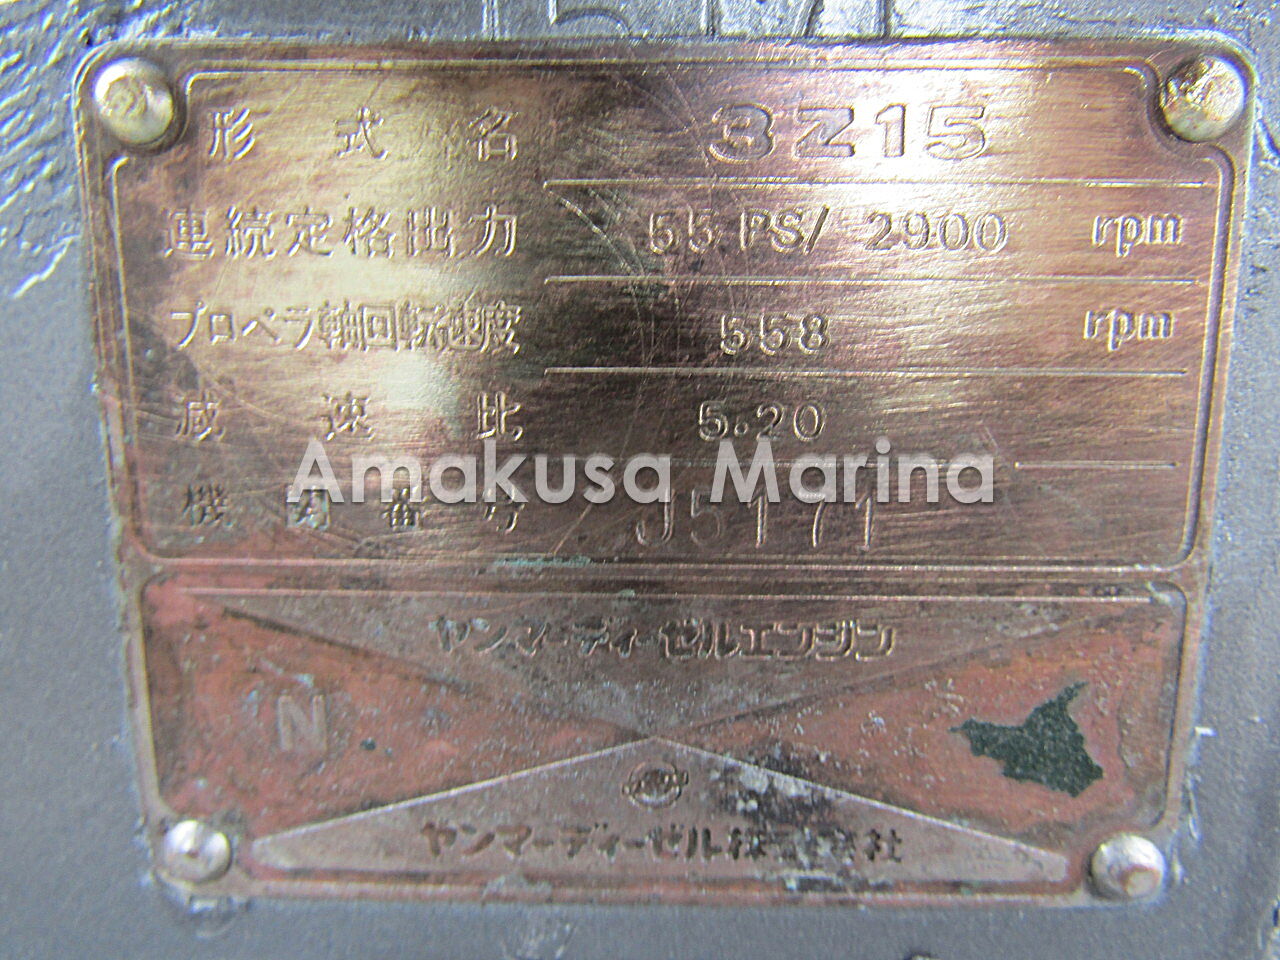 形式名 3Z15
連続定格出力 55PS/2900 rpm
プロペラ軸回転速度 558 rpm
減速比 5.20
Amakusa Marina
機関番号 J5171
ヤンマーディーゼルエンジン
N
ヤンマーディーゼル株式会社